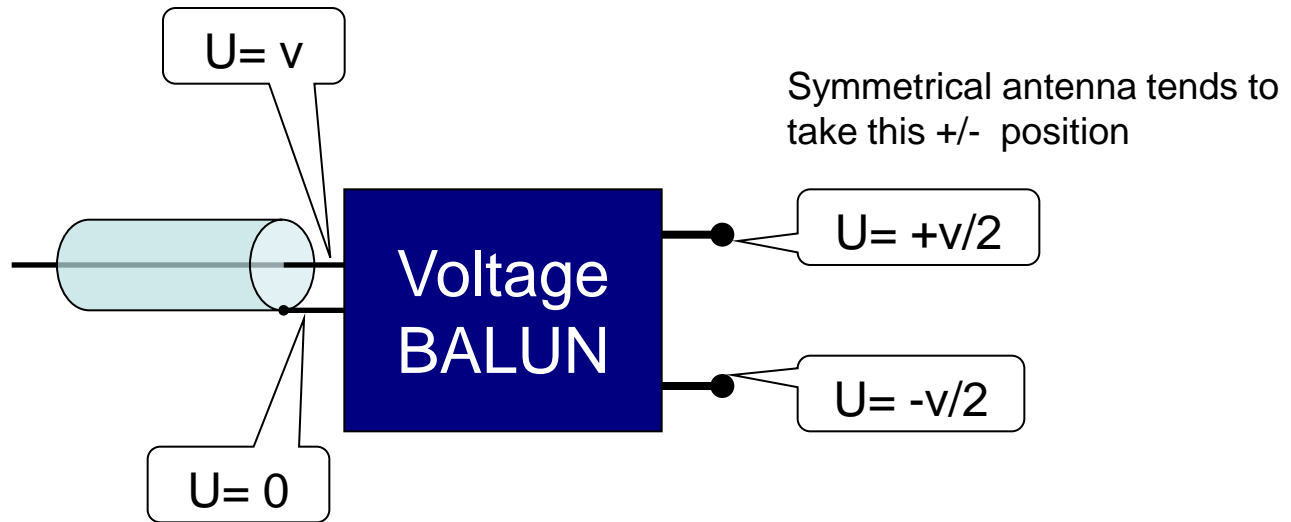 U= v
Symmetrical antenna tends to
take this +/- position
U= +v/2
Voltage
BALUN
U= -v/2
U= 0